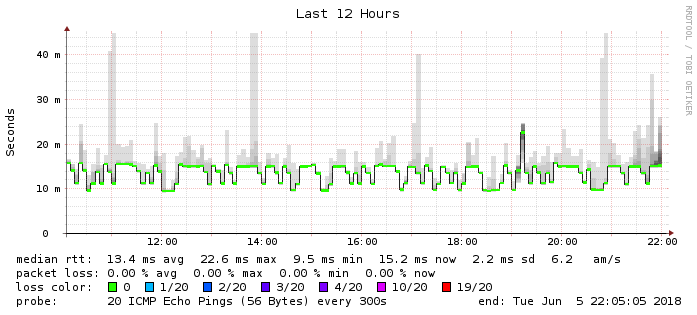 Last 12 Hours
RRDTOOL / TOBI OETIKER
Seconds
40 m
30 m
20 m
10 m
0
12:00 14:00 16:00 18:00 20:00 22:00
median rtt: 13.4 ms avg 22.6 ms max 9.5 ms min 15.2 ms now 2.2 ms sd 6.2 am/s
packet loss: 0.00 % avg 0.00 % max 0.00 % min 0.00 % now
loss color: 0 1/20 2/20 3/20 4/20 10/20 19/20
probe: 20 ICMP Echo Pings (56 Bytes) every 300s end: Tue Jun 5 22:05:05 2018